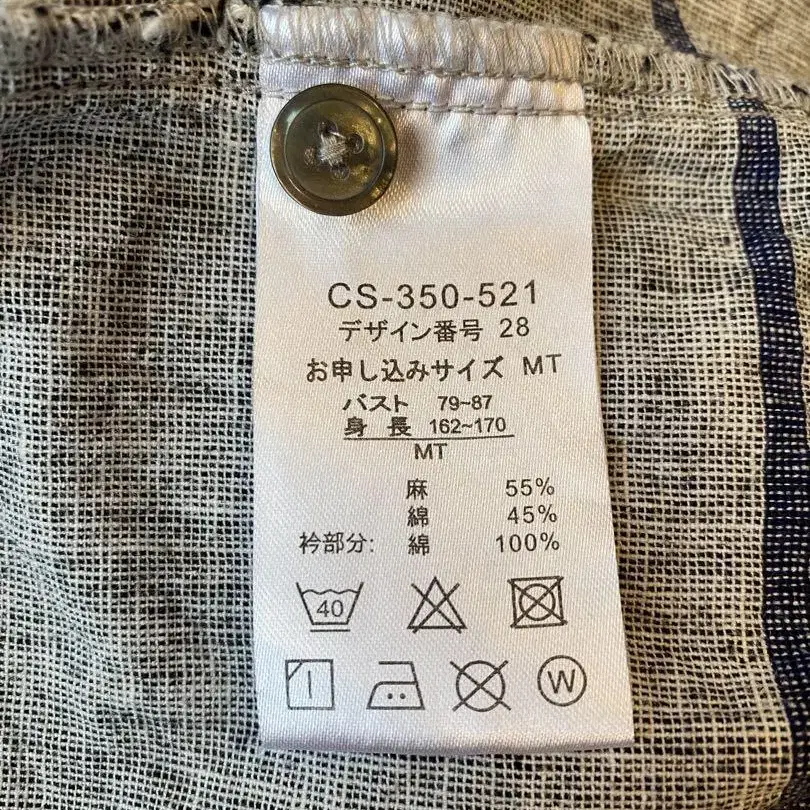 CS-350-521
デザイン番号 28
お申し込みサイズ MT
バスト 79~87
身 長 162~170
MT
麻 55%
綿 45%
衿部分: 綿 100%
40
W